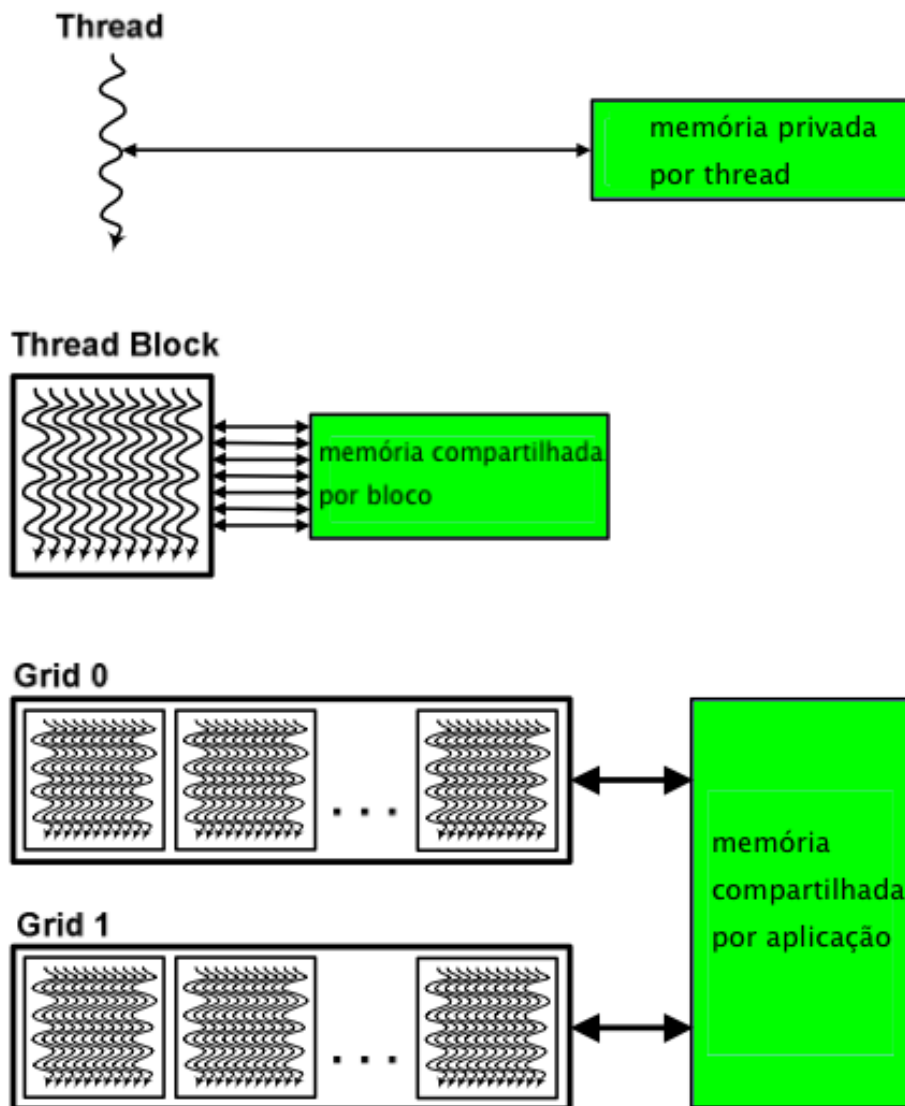 Thread
memória privada
por thread
Thread Block
memória compartilhada
por bloco
Grid 0
. . .
memória
compartilhada
por aplicação
Grid 1
. . .